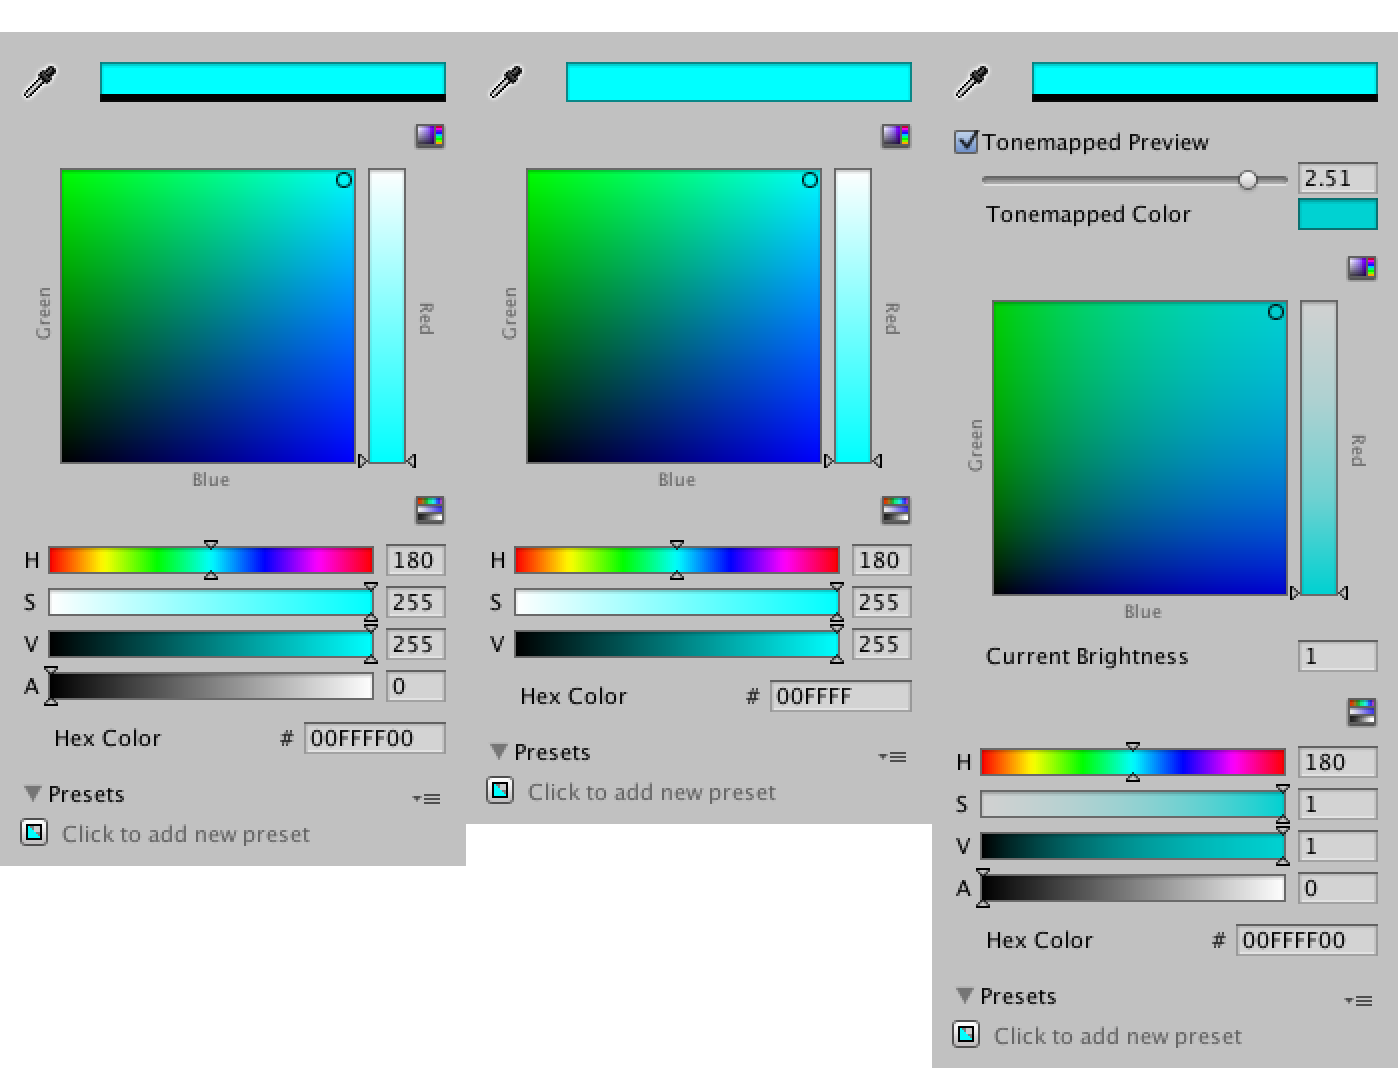 Green
Red
Blue
H 180
S 255
V 255
A 0
Hex Color # 00FFFF00
Presets
Click to add new preset
Green
Red
Blue
H 180
S 255
V 255
Hex Color # 00FFFF
Presets
Click to add new preset
Tonemapped Preview
2.51
Tonemapped Color
Green
Red
Blue
Current Brightness 1
H 180
S 1
V 1
A 0
Hex Color # 00FFFF00
Presets
Click to add new preset